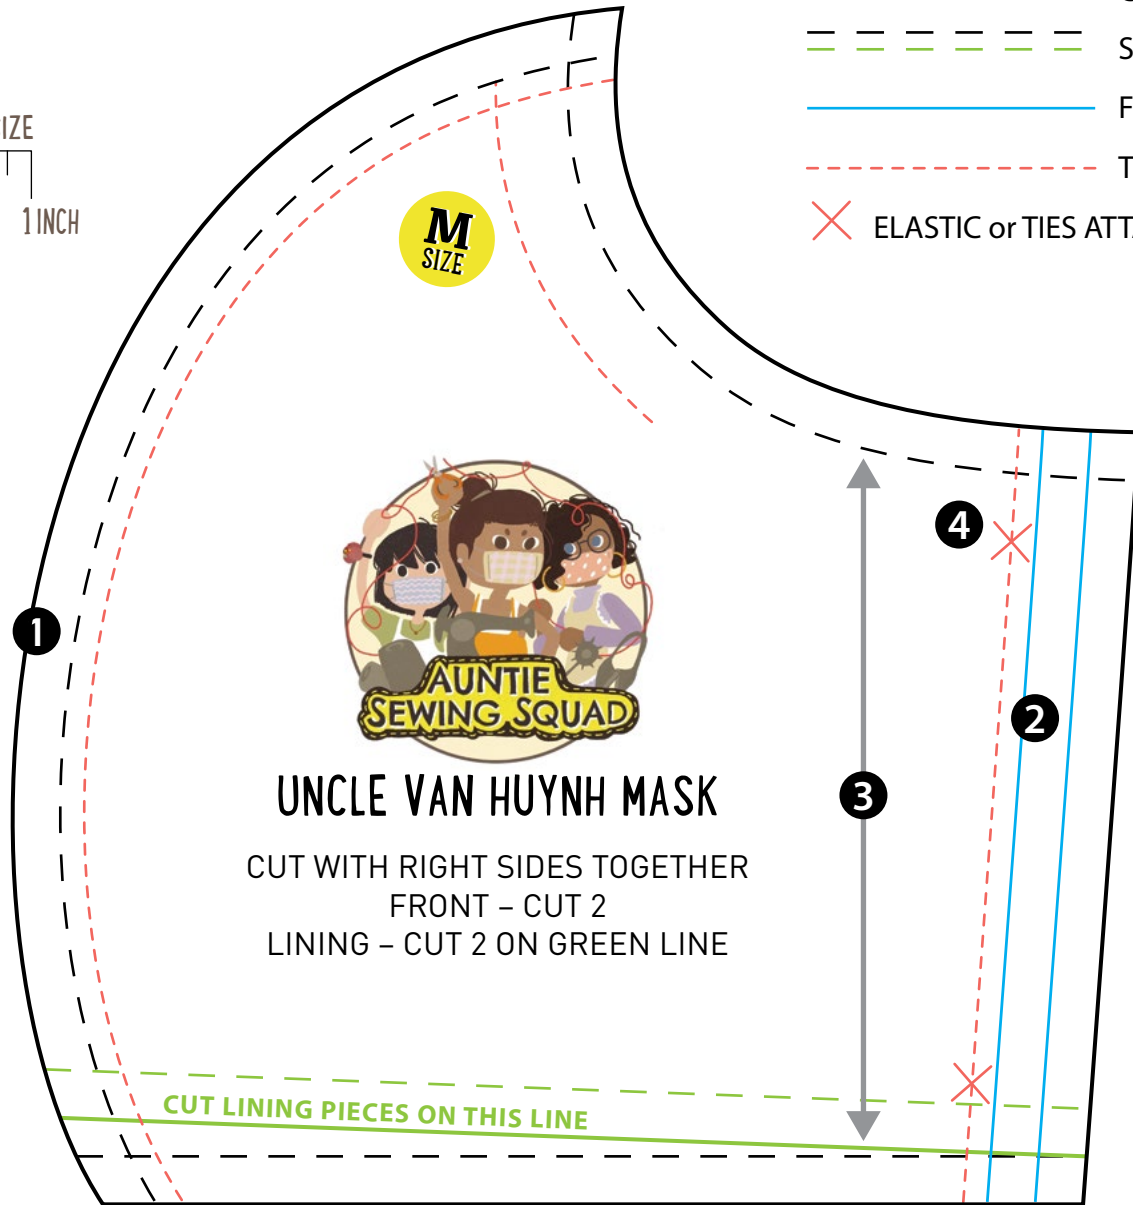 S
F
IZE
T
1 INCH
M
SIZE
ELASTIC or TIES ATTA
4
1
AUNTIE
SEWING SQUAD
2
UNCLE VAN HUYNH MASK
3
CUT WITH RIGHT SIDES TOGETHER
FRONT – CUT 2
LINING – CUT 2 ON GREEN LINE
CUT LINING PIECES ON THIS LINE